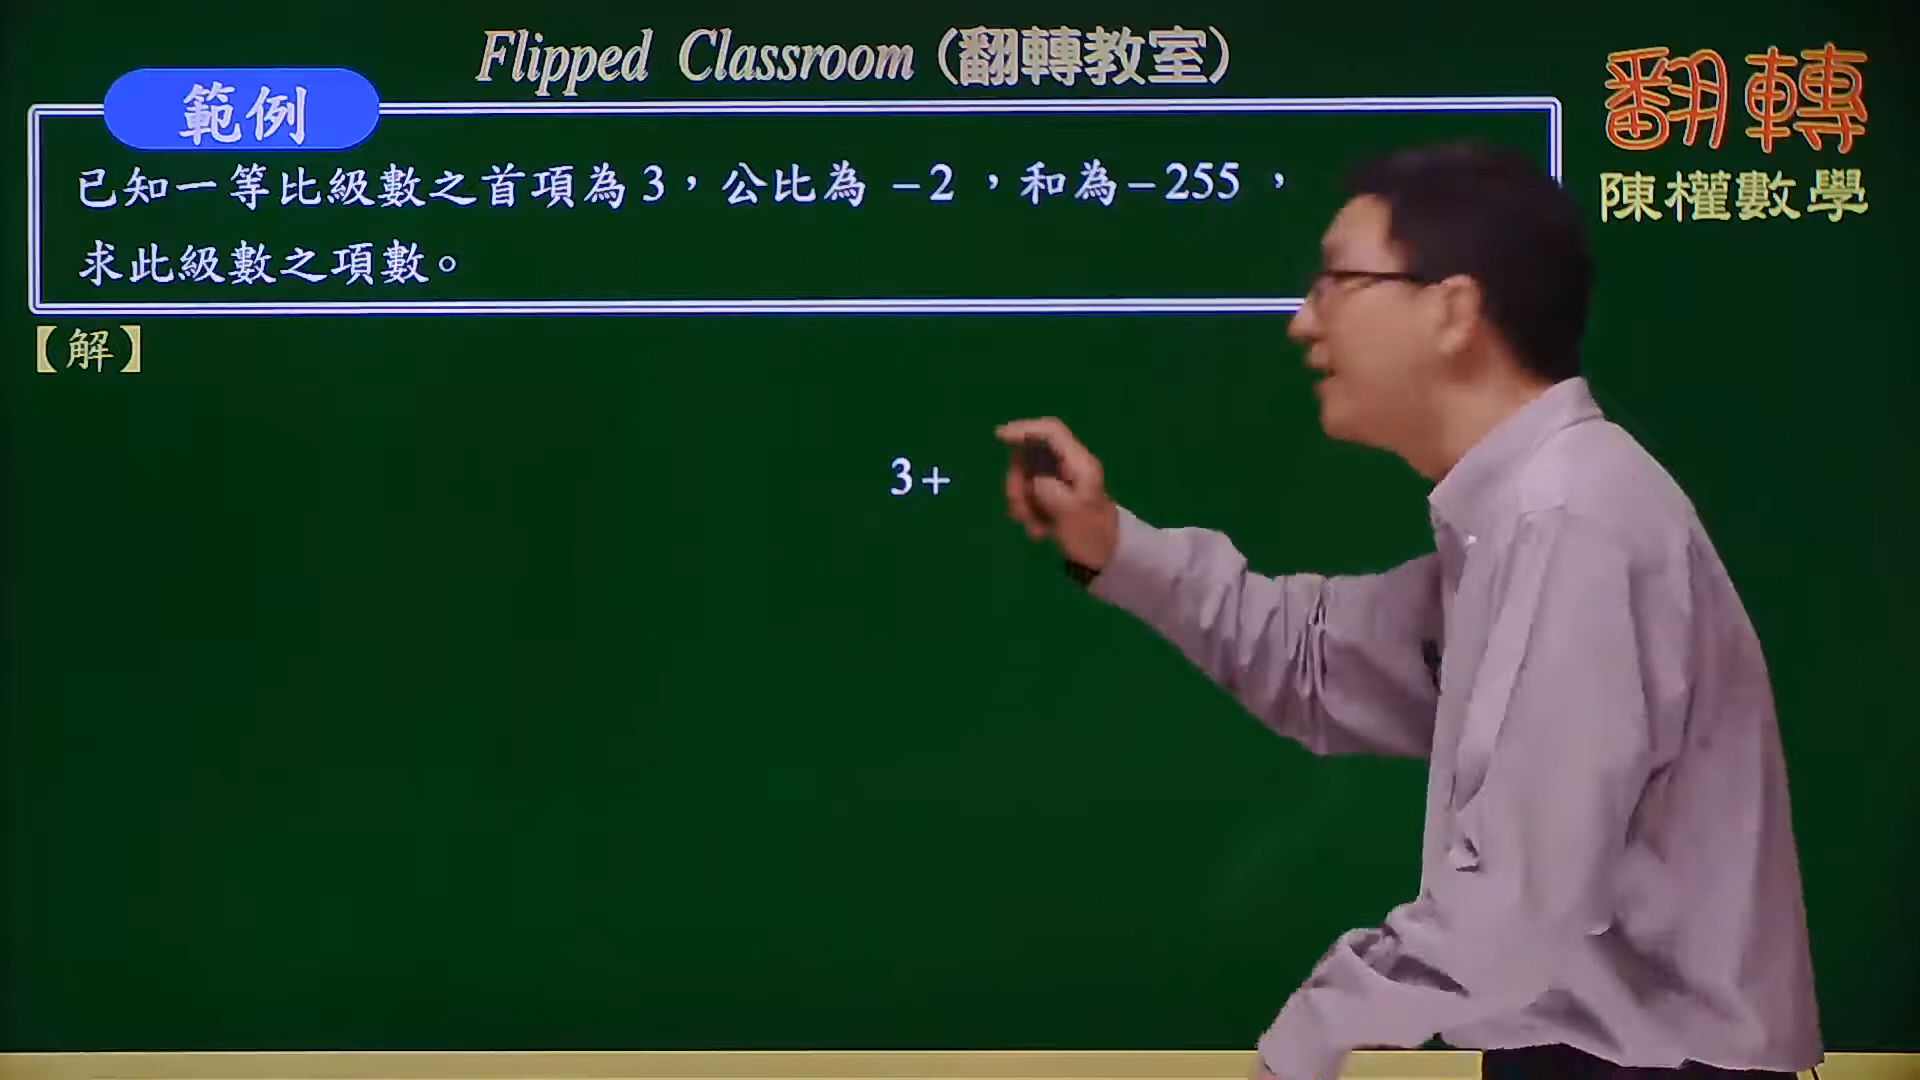 Flipped Classroom (翻轉教室)
翻轉
陳權數學
範例
已知一等比級數之首項為 3，公比為 −2，和為 −255，
求此級數之項數。
【解】
3+